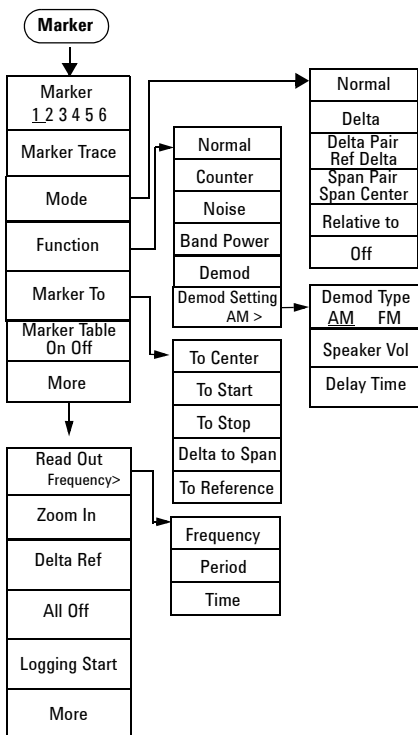 Marker
Marker
1 2 3 4 5 6
Marker Trace
Mode
Function
Marker To
Marker Table
On Off
More
Normal
Delta
Delta Pair
Ref Delta
Span Pair
Span Center
Relative to
Off
Normal
Counter
Noise
Band Power
Demod
Demod Setting
AM >
Demod Type
AM FM
Speaker Vol
Delay Time
To Center
To Start
To Stop
Delta to Span
To Reference
Read Out
Frequency>
Zoom In
Delta Ref
All Off
Logging Start
More
Frequency
Period
Time